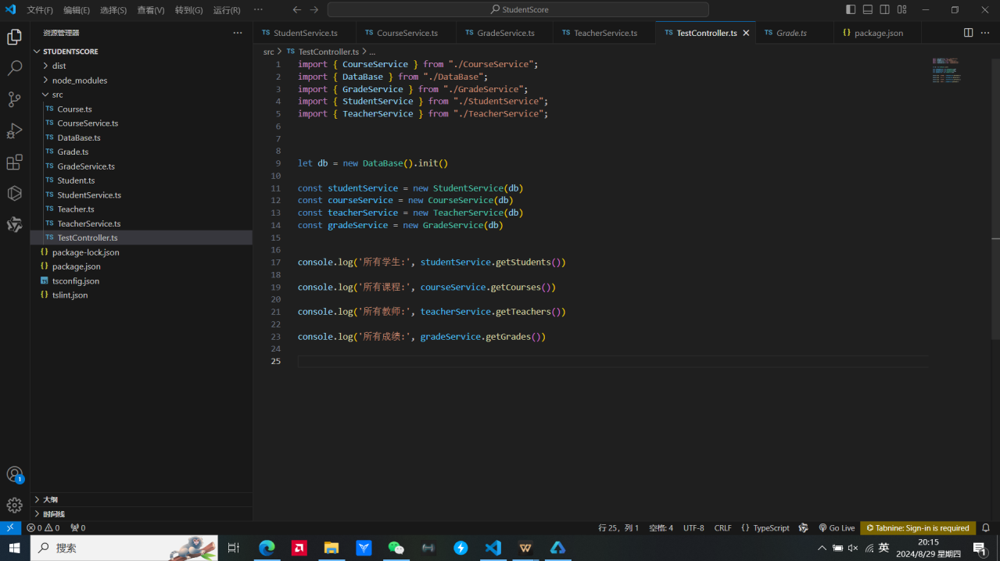 文件(F) 编辑(E) 选择(S) 查看(V) 转到(G) 运行(R) ··· StudentScore
资源管理器 ···
STUDENTSCORE
dist
node_modules
src
TS Course.ts
TS CourseService.ts
TS DataBase.ts
TS Grade.ts
TS GradeService.ts
TS Student.ts
TS StudentService.ts
TS Teacher.ts
TS TeacherService.ts
TS TestController.ts
{} package-lock.json
{} package.json
TS tsconfig.json
{} tslint.json
大纲
时间线
TS StudentService.ts TS CourseService.ts TS GradeService.ts TS TeacherService.ts TS TestController.ts TS Grade.ts {} package.json ···
src > TS TestController.ts > ...
1 import { CourseService } from "./CourseService";
2 import { DataBase } from "./DataBase";
3 import { GradeService } from "./GradeService";
4 import { StudentService } from "./StudentService";
5 import { TeacherService } from "./TeacherService";
6
7
8
9 let db = new DataBase().init()
10
11 const studentService = new StudentService(db)
12 const courseService = new CourseService(db)
13 const teacherService = new TeacherService(db)
14 const gradeService = new GradeService(db)
15
16
17 console.log('所有学生:', studentService.getStudents())
18
19 console.log('所有课程:', courseService.getCourses())
20
21 console.log('所有教师:', teacherService.getTeachers())
22
23 console.log('所有成绩:', gradeService.getGrades())
24
25
1
0 0 0 行 25，列 1 空格: 4 UTF-8 CRLF {} TypeScript Go Live Tabnine: Sign-in is required
搜索 英 20:15
2024/8/29 星期四 1